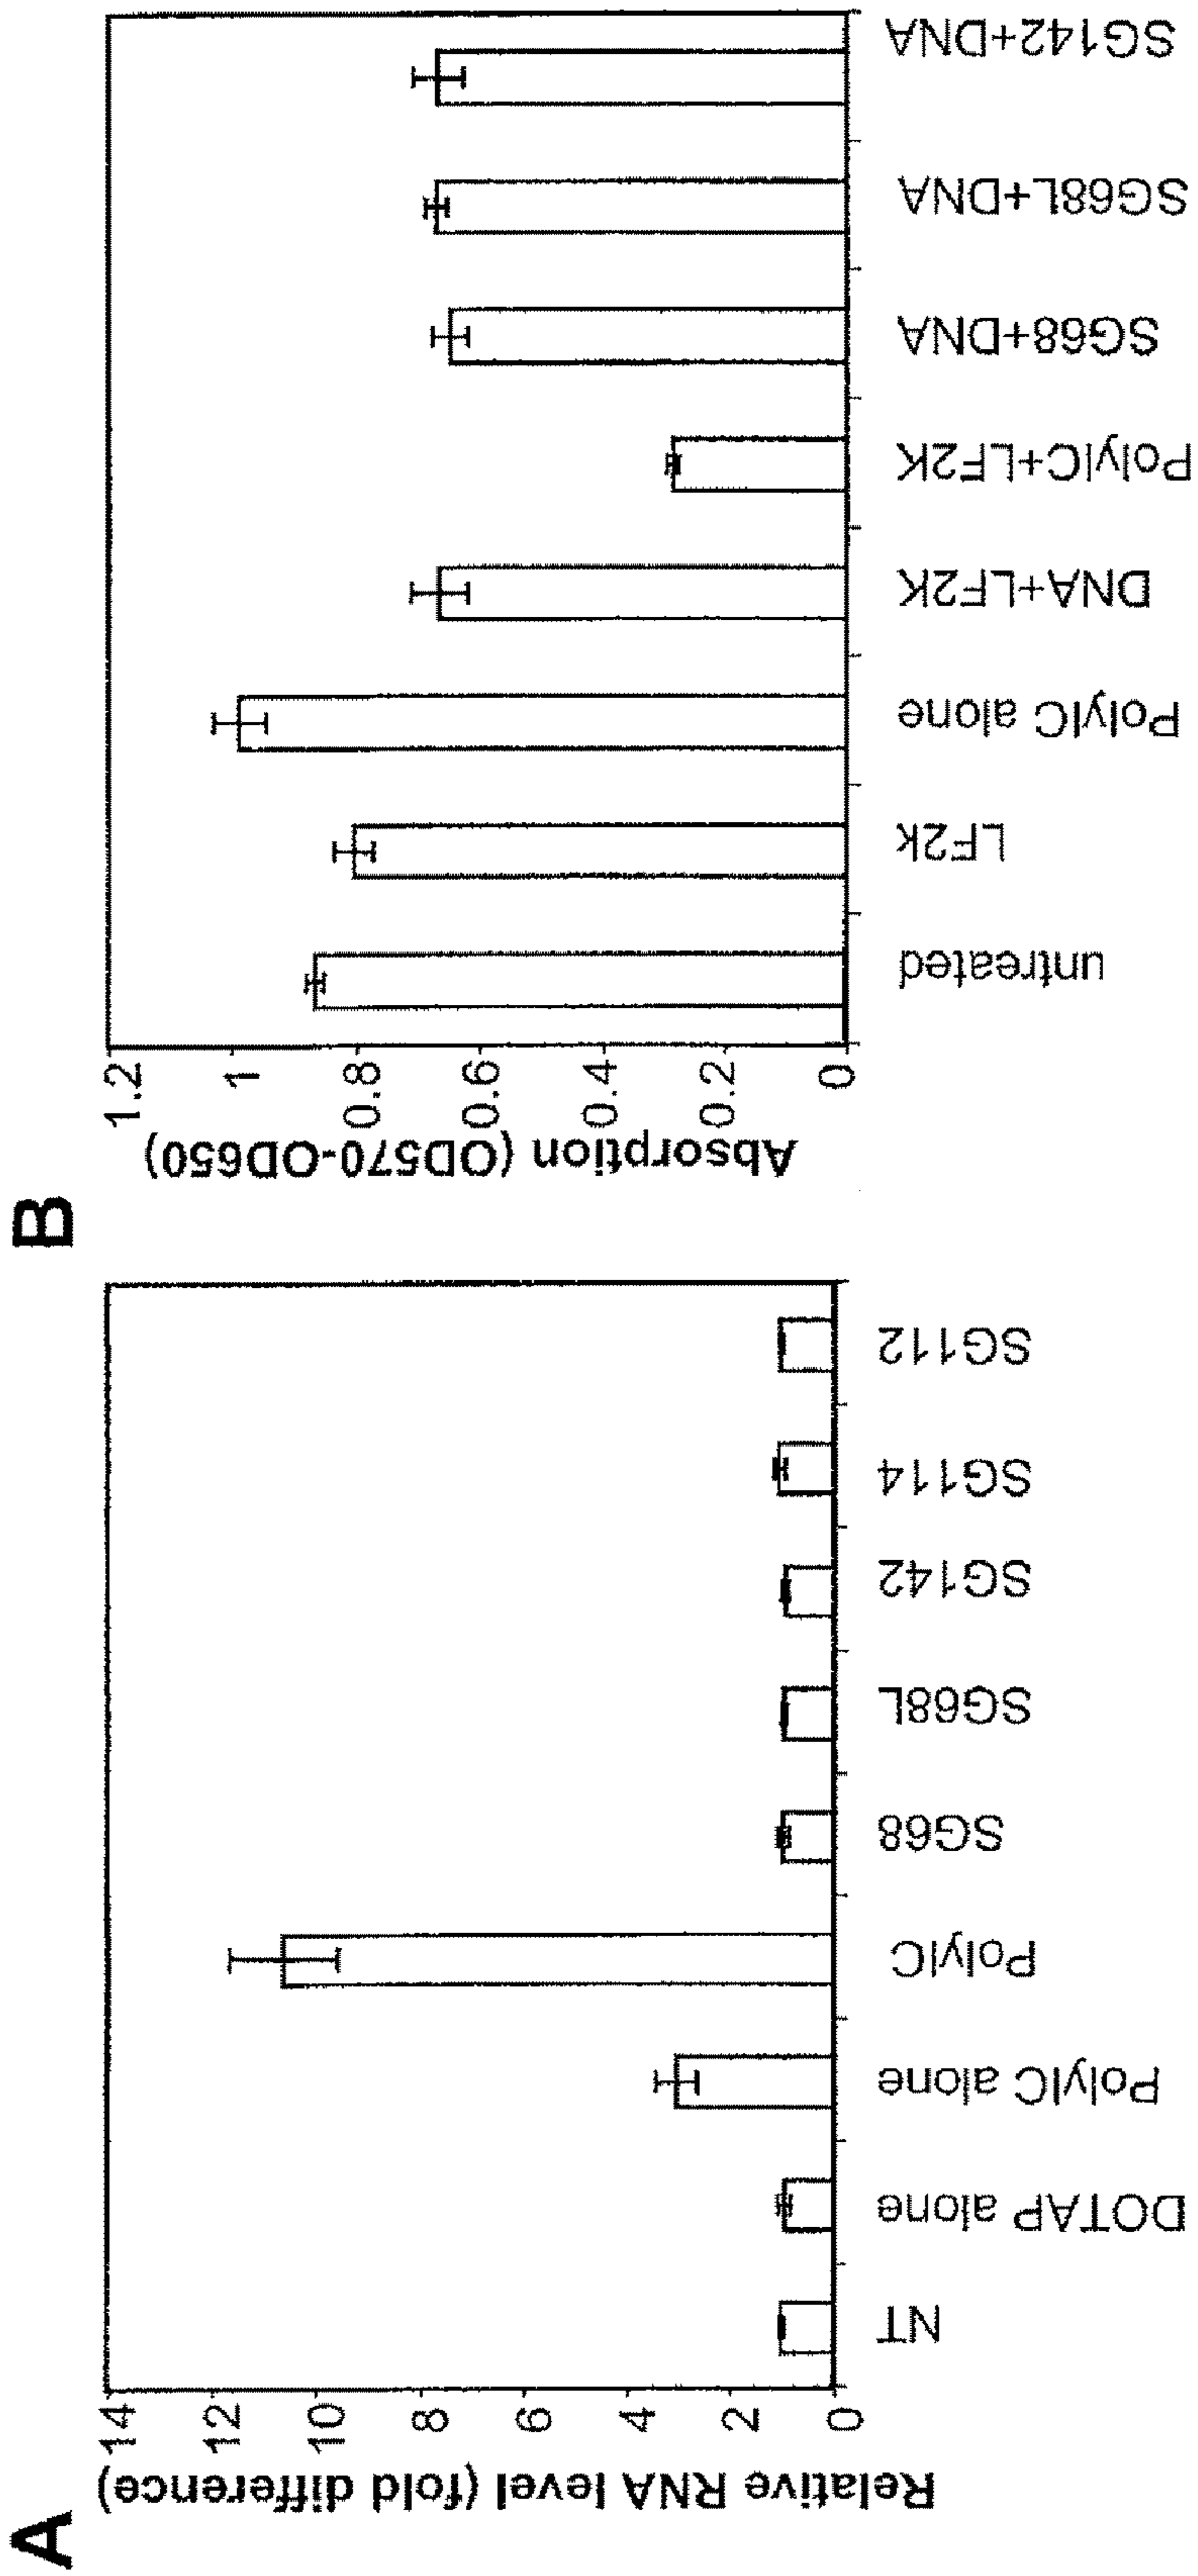 A
Relative RNA level (fold difference)
14
12
10
8
6
4
2
0
NT
DOTAP alone
PolyIC alone
PolyIC
SG68
SG68L
SG142
SG114
SG112
B
Absorption (OD570-OD650)
1.2
1
0.8
0.6
0.4
0.2
0
untreated
LF2k
PolyIC alone
DNA+LF2K
PolyIC+LF2K
SG68+DNA
SG68L+DNA
SG142+DNA